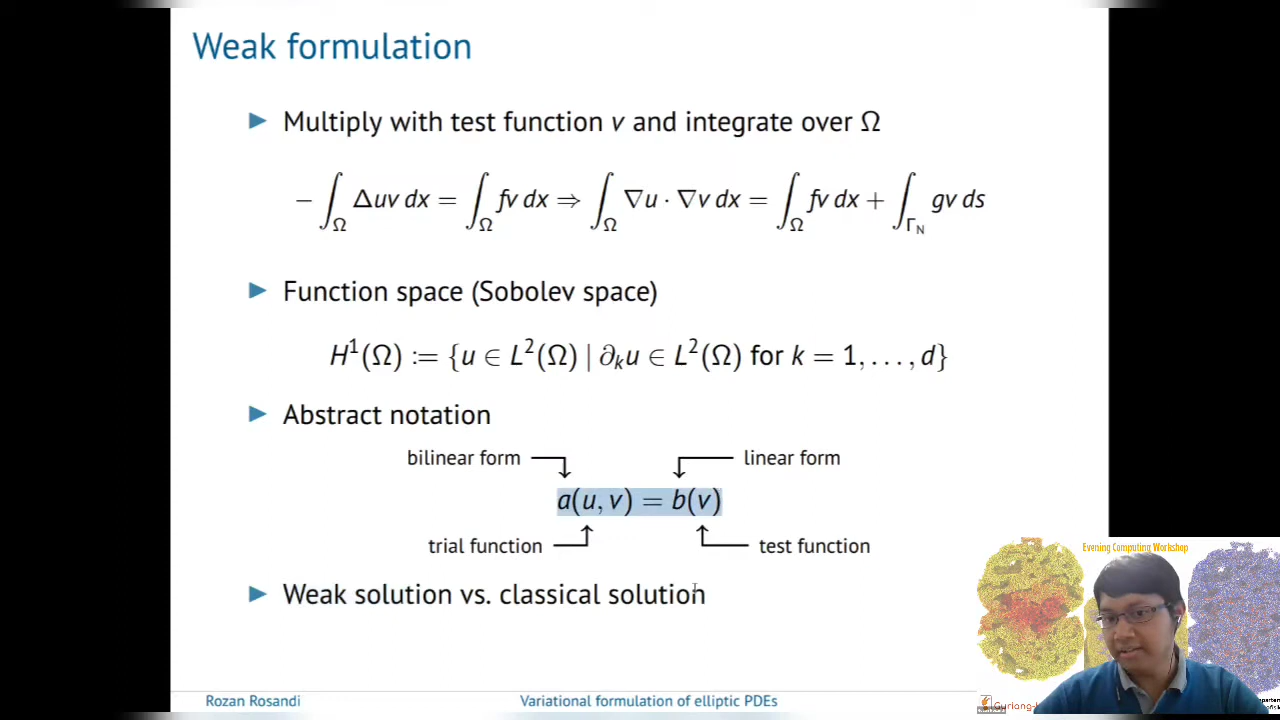 Weak formulation
▶ Multiply with test function v and integrate over Ω
− ∫_Ω Δuv dx = ∫_Ω fv dx ⇒ ∫_Ω ∇u · ∇v dx = ∫_Ω fv dx + ∫_{Γ_N} gv ds
▶ Function space (Sobolev space)
H¹(Ω) := {u ∈ L²(Ω) | ∂ₖu ∈ L²(Ω) for k = 1, . . . , d}
▶ Abstract notation
bilinear form linear form
a(u, v) = b(v)
trial function test function
▶ Weak solution vs. classical solution
Evening Computing Workshop
Rozan Rosandi Variational formulation of elliptic PDEs